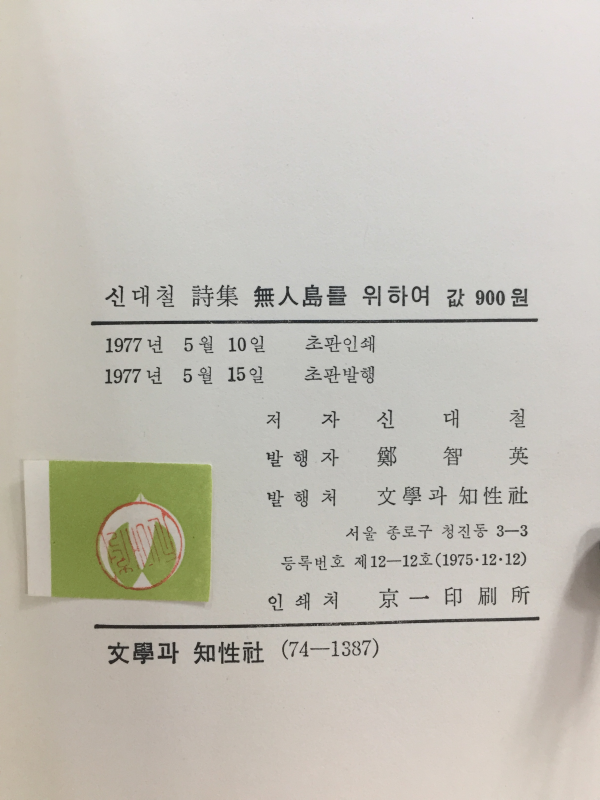 신대철 詩集 無人島를 위하여 값 900원
1977년 5월 10일 초판인쇄
1977년 5월 15일 초판발행
저 자 신 대 철
발행자 鄭 智 英
발행처 文學과 知性社
서울 종로구 청진동 3—3
등록번호 제12—12호(1975·12·12)
인쇄처 京一印刷所
文學과 知性社 (74—1387)